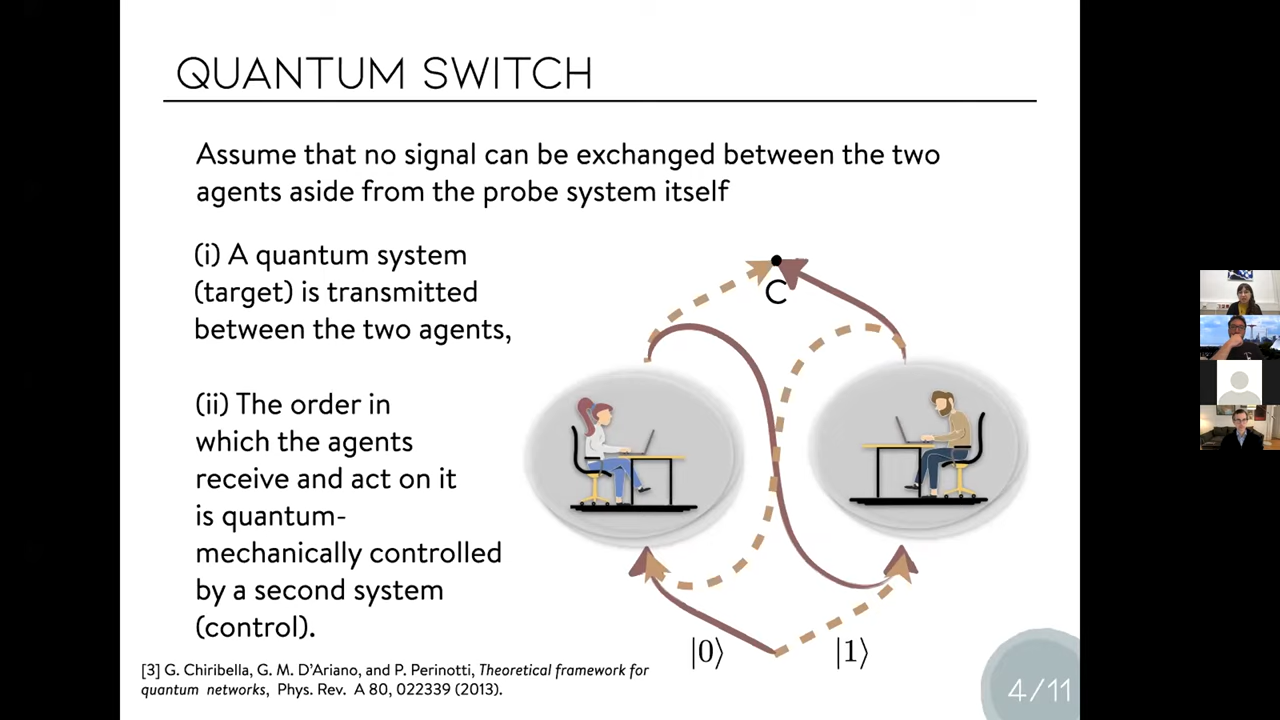 QUANTUM SWITCH
Assume that no signal can be exchanged between the two
agents aside from the probe system itself
(i) A quantum system
(target) is transmitted
between the two agents,
(ii) The order in
which the agents
receive and act on it
is quantum-
mechanically controlled
by a second system
(control).
C
|0⟩
|1⟩
[3] G. Chiribella, G. M. D'Ariano, and P. Perinotti, Theoretical framework for
quantum networks, Phys. Rev. A 80, 022339 (2013).
4/11